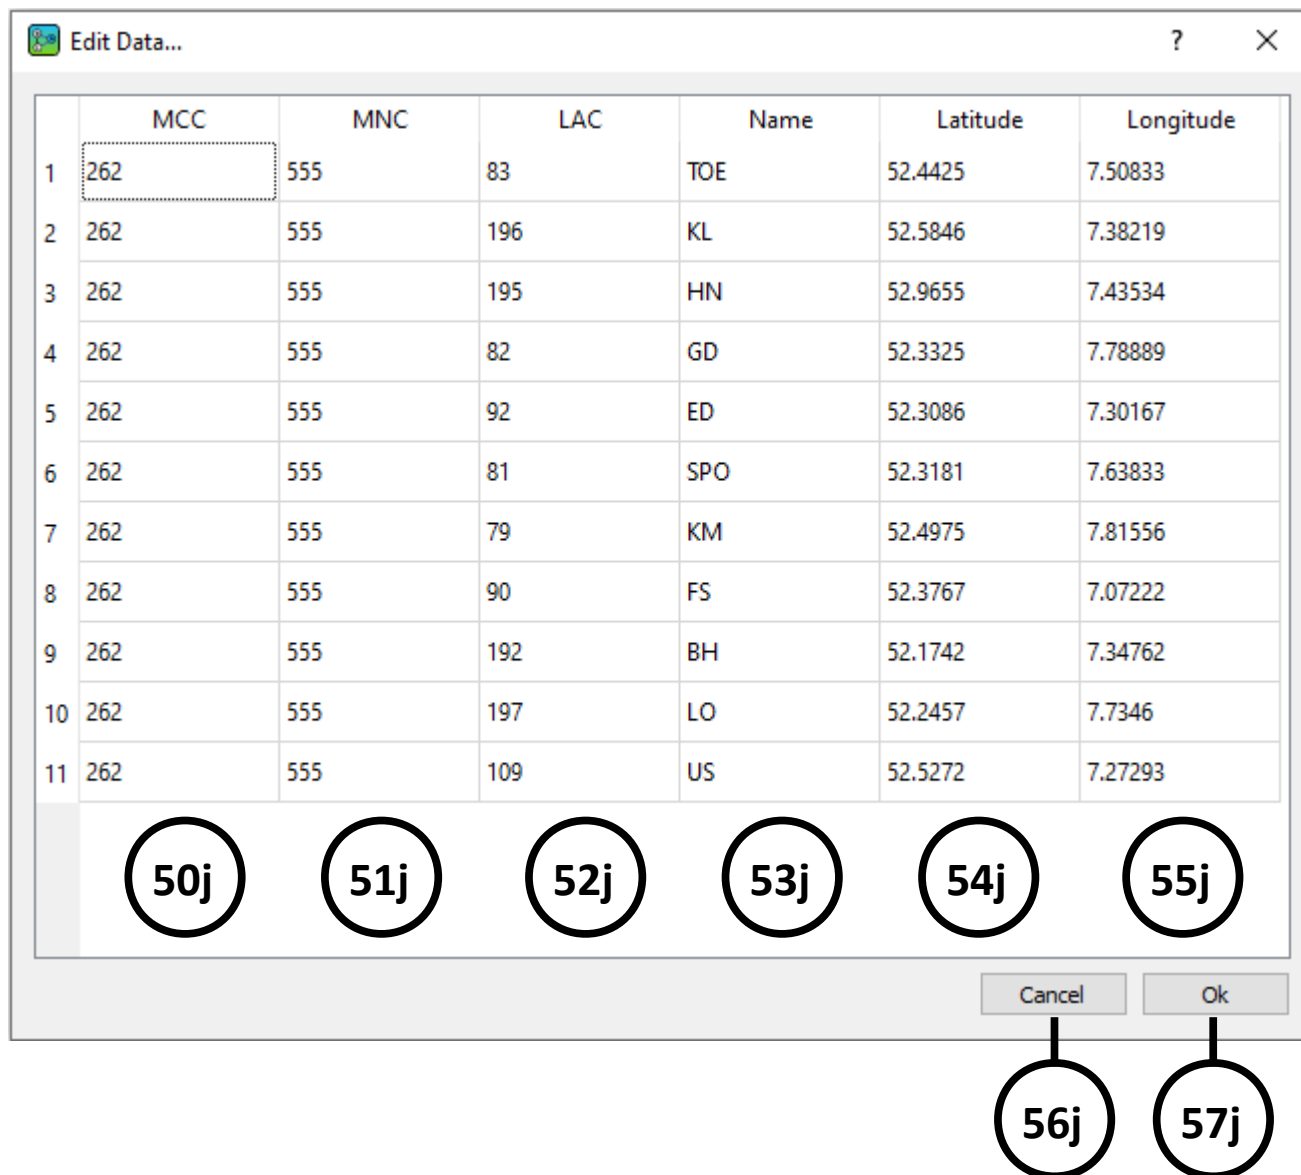 Edit Data... ?
MCC MNC LAC Name Latitude Longitude
1 262 555 83 TOE 52.4425 7.50833
2 262 555 196 KL 52.5846 7.38219
3 262 555 195 HN 52.9655 7.43534
4 262 555 82 GD 52.3325 7.78889
5 262 555 92 ED 52.3086 7.30167
6 262 555 81 SPO 52.3181 7.63833
7 262 555 79 KM 52.4975 7.81556
8 262 555 90 FS 52.3767 7.07222
9 262 555 192 BH 52.1742 7.34762
10 262 555 197 LO 52.2457 7.7346
11 262 555 109 US 52.5272 7.27293
50j 51j 52j 53j 54j 55j
Cancel Ok
56j 57j